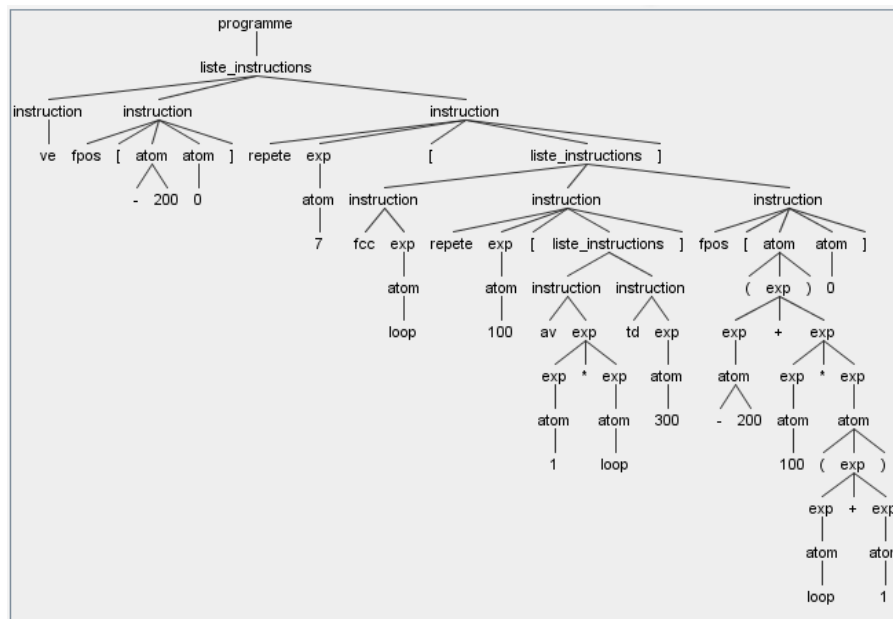 programme
liste_instructions
instruction instruction instruction
ve fpos [ atom atom ] repete exp [ liste_instructions ]
- 200 0 atom instruction instruction instruction
7 fcc exp repete exp [ liste_instructions ] fpos [ atom atom ]
atom atom instruction instruction ( exp ) 0
loop 100 av exp td exp exp + exp
exp * exp atom atom exp * exp
atom atom 300 - 200 atom atom
1 loop 100 ( exp )
exp + exp
atom atom
loop 1